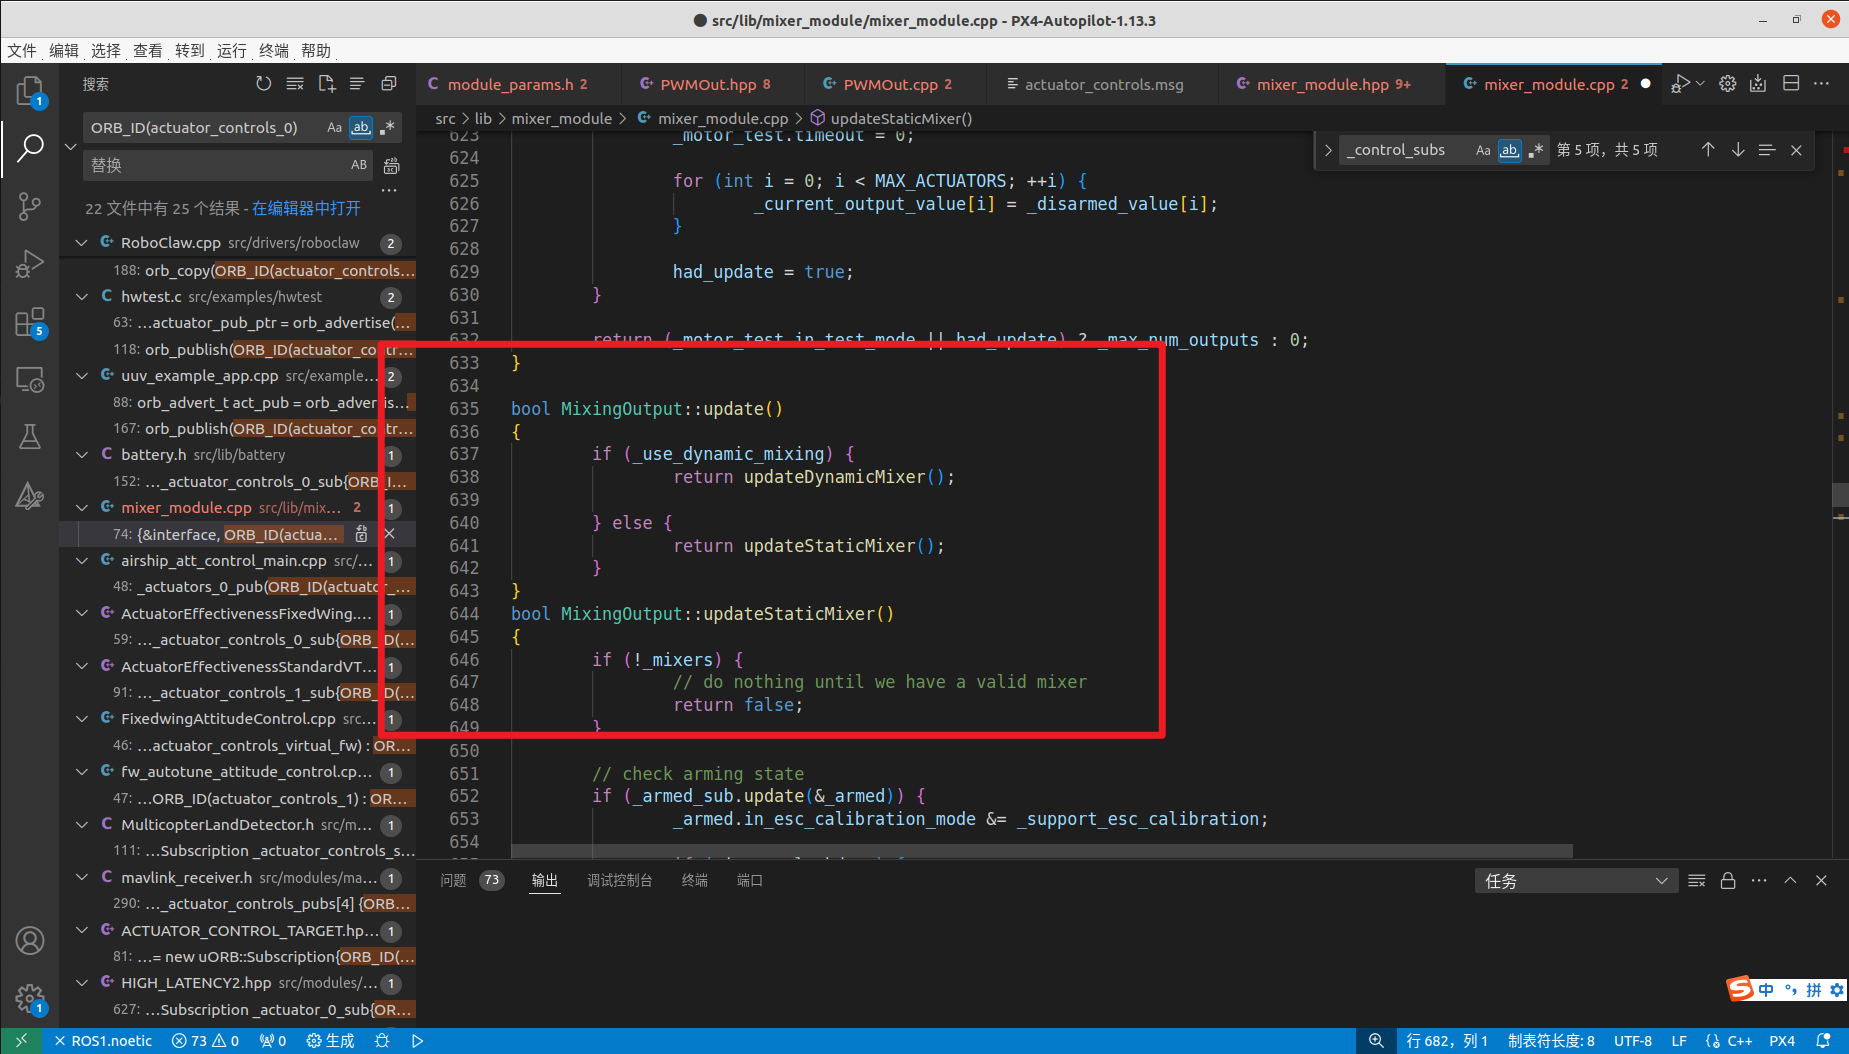 src/lib/mixer_module/mixer_module.cpp - PX4-Autopilot-1.13.3
文件 编辑 选择 查看 转到 运行 终端 帮助
搜索
module_params.h 2 PWMOut.hpp 8 PWMOut.cpp 2 actuator_controls.msg mixer_module.hpp 9+ mixer_module.cpp 2
src > lib > mixer_module > mixer_module.cpp > updateStaticMixer()
ORB_ID(actuator_controls_0) Aa ab
替换 AB
22 文件中有 25 个结果 - 在编辑器中打开
RoboClaw.cpp src/drivers/roboclaw 2
188: orb_copy(ORB_ID(actuator_controls...
hwtest.c src/examples/hwtest 2
63: ...actuator_pub_ptr = orb_advertise(...
118: orb_publish(ORB_ID(actuator_contr...
uuv_example_app.cpp src/example... 2
88: orb_advert_t act_pub = orb_advertis...
167: orb_publish(ORB_ID(actuator_contr...
battery.h src/lib/battery 1
152: ..._actuator_controls_0_sub{ORB_I...
mixer_module.cpp src/lib/mix... 2 1
74: {&interface, ORB_ID(actua...
airship_att_control_main.cpp src/... 1
48: _actuators_0_pub(ORB_ID(actuator_...
ActuatorEffectivenessFixedWing.... 1
59: ..._actuator_controls_0_sub{ORB_ID(...
ActuatorEffectivenessStandardVT... 1
91: ..._actuator_controls_1_sub{ORB_ID(...
FixedwingAttitudeControl.cpp src... 1
46: ...actuator_controls_virtual_fw) : OR...
fw_autotune_attitude_control.cp... 1
47: ...ORB_ID(actuator_controls_1) : OR...
MulticopterLandDetector.h src/m... 1
111: ...Subscription _actuator_controls_s...
mavlink_receiver.h src/modules/ma... 1
290: ..._actuator_controls_pubs[4] {ORB...
ACTUATOR_CONTROL_TARGET.hp... 1
81: ...= new uORB::Subscription{ORB_ID(...
HIGH_LATENCY2.hpp src/modules/... 1
627: ...Subscription _actuator_0_sub{OR...
_control_subs Aa ab 第 5 项，共 5 项
623 _motor_test.timeout = 0;
624
625 for (int i = 0; i < MAX_ACTUATORS; ++i) {
626 _current_output_value[i] = _disarmed_value[i];
627 }
628
629 had_update = true;
630 }
631
632 return (_motor_test.in_test_mode || had_update) ? _max_num_outputs : 0;
633 }
634
635 bool MixingOutput::update()
636 {
637 if (_use_dynamic_mixing) {
638 return updateDynamicMixer();
639
640 } else {
641 return updateStaticMixer();
642 }
643 }
644 bool MixingOutput::updateStaticMixer()
645 {
646 if (!_mixers) {
647 // do nothing until we have a valid mixer
648 return false;
649 }
650
651 // check arming state
652 if (_armed_sub.update(&_armed)) {
653 _armed.in_esc_calibration_mode &= _support_esc_calibration;
654
问题 73 输出 调试控制台 终端 端口 任务
1
5
1
中 拼
ROS1.noetic 73 0 0 生成 行 682，列 1 制表符长度: 8 UTF-8 LF C++ PX4